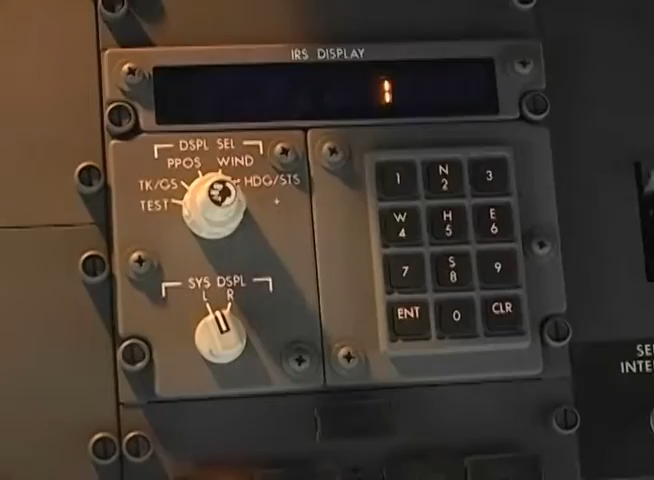 IRS DISPLAY
1
DSPL SEL
PPOS WIND
TK/GS HDG/STS
TEST
SYS DSPL
L R
1 N 2 3
W 4 H 5 E 6
7 S 8 9
ENT 0 CLR